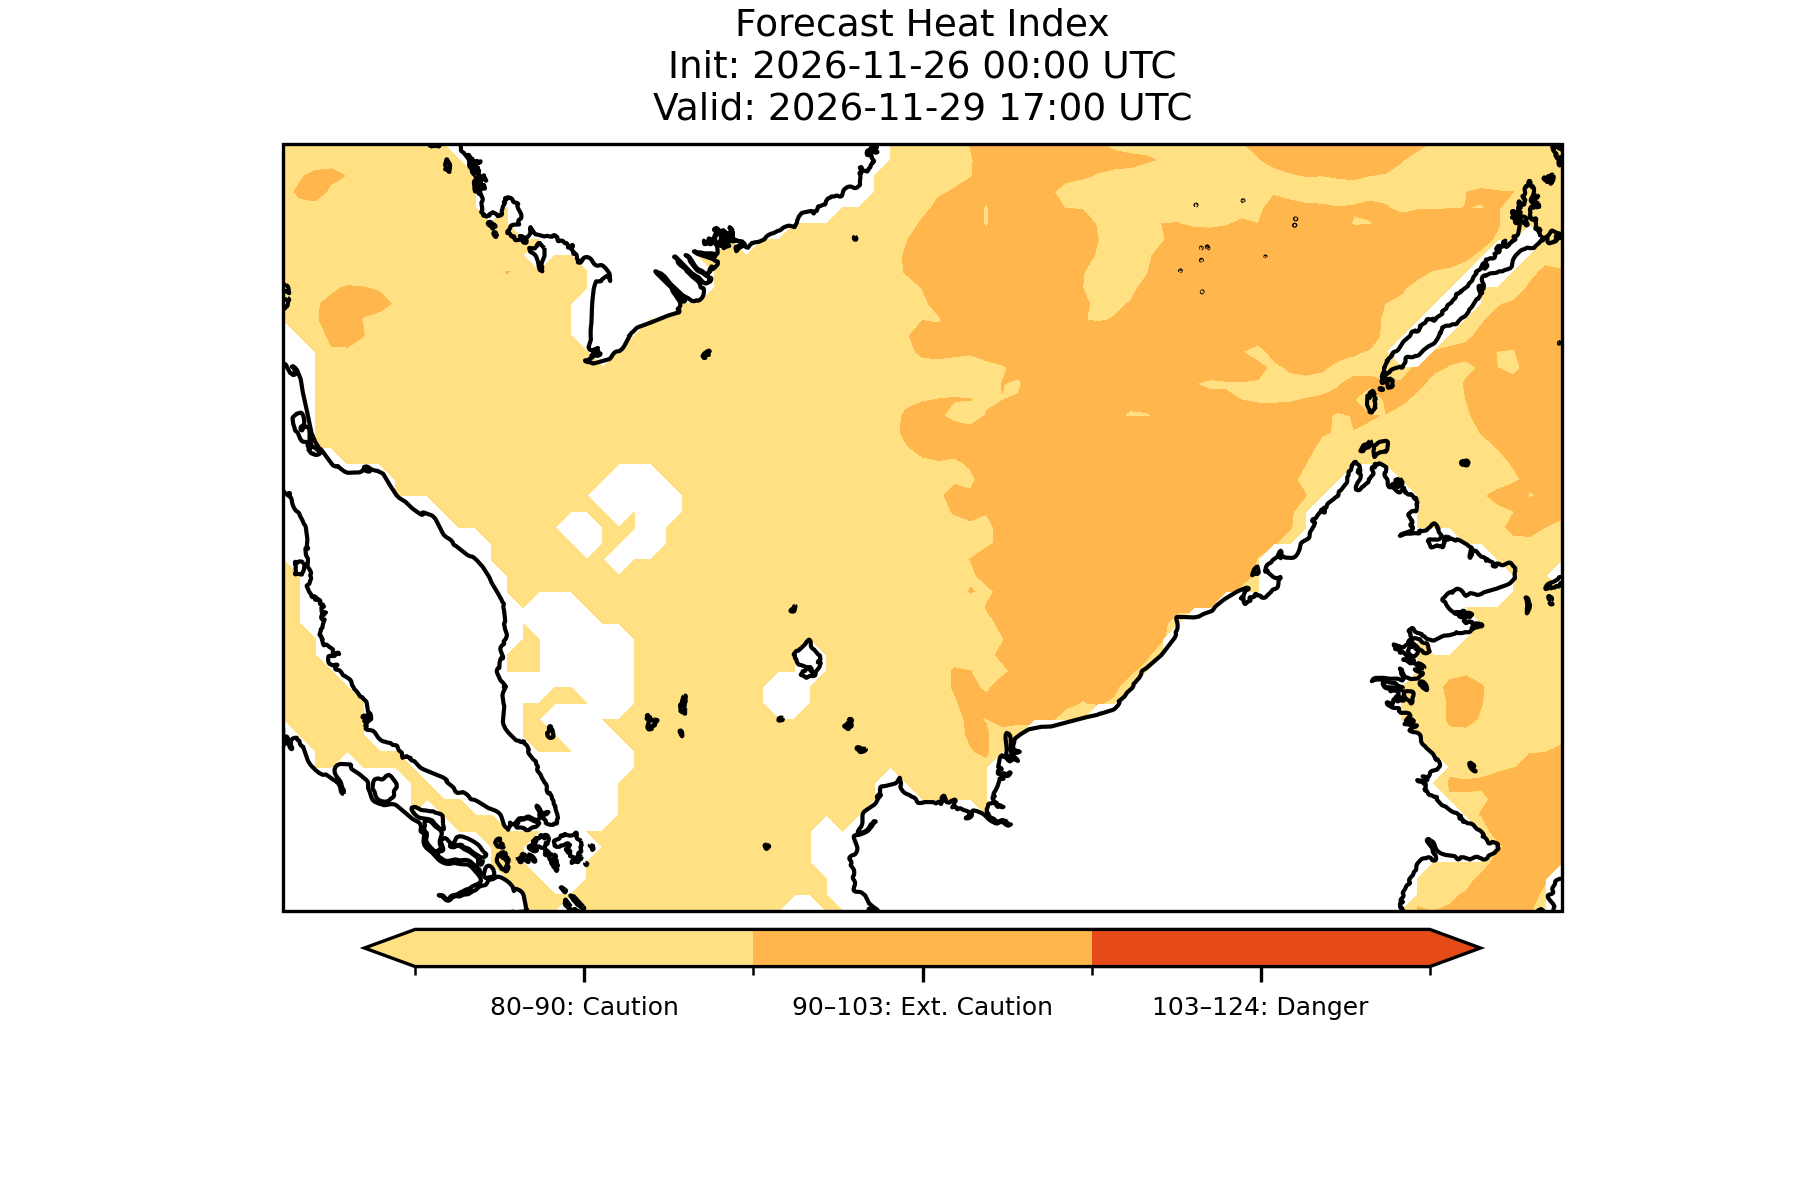 Forecast Heat Index
Init: 2026-11-26 00:00 UTC
Valid: 2026-11-29 17:00 UTC
80–90: Caution
90–103: Ext. Caution
103–124: Danger